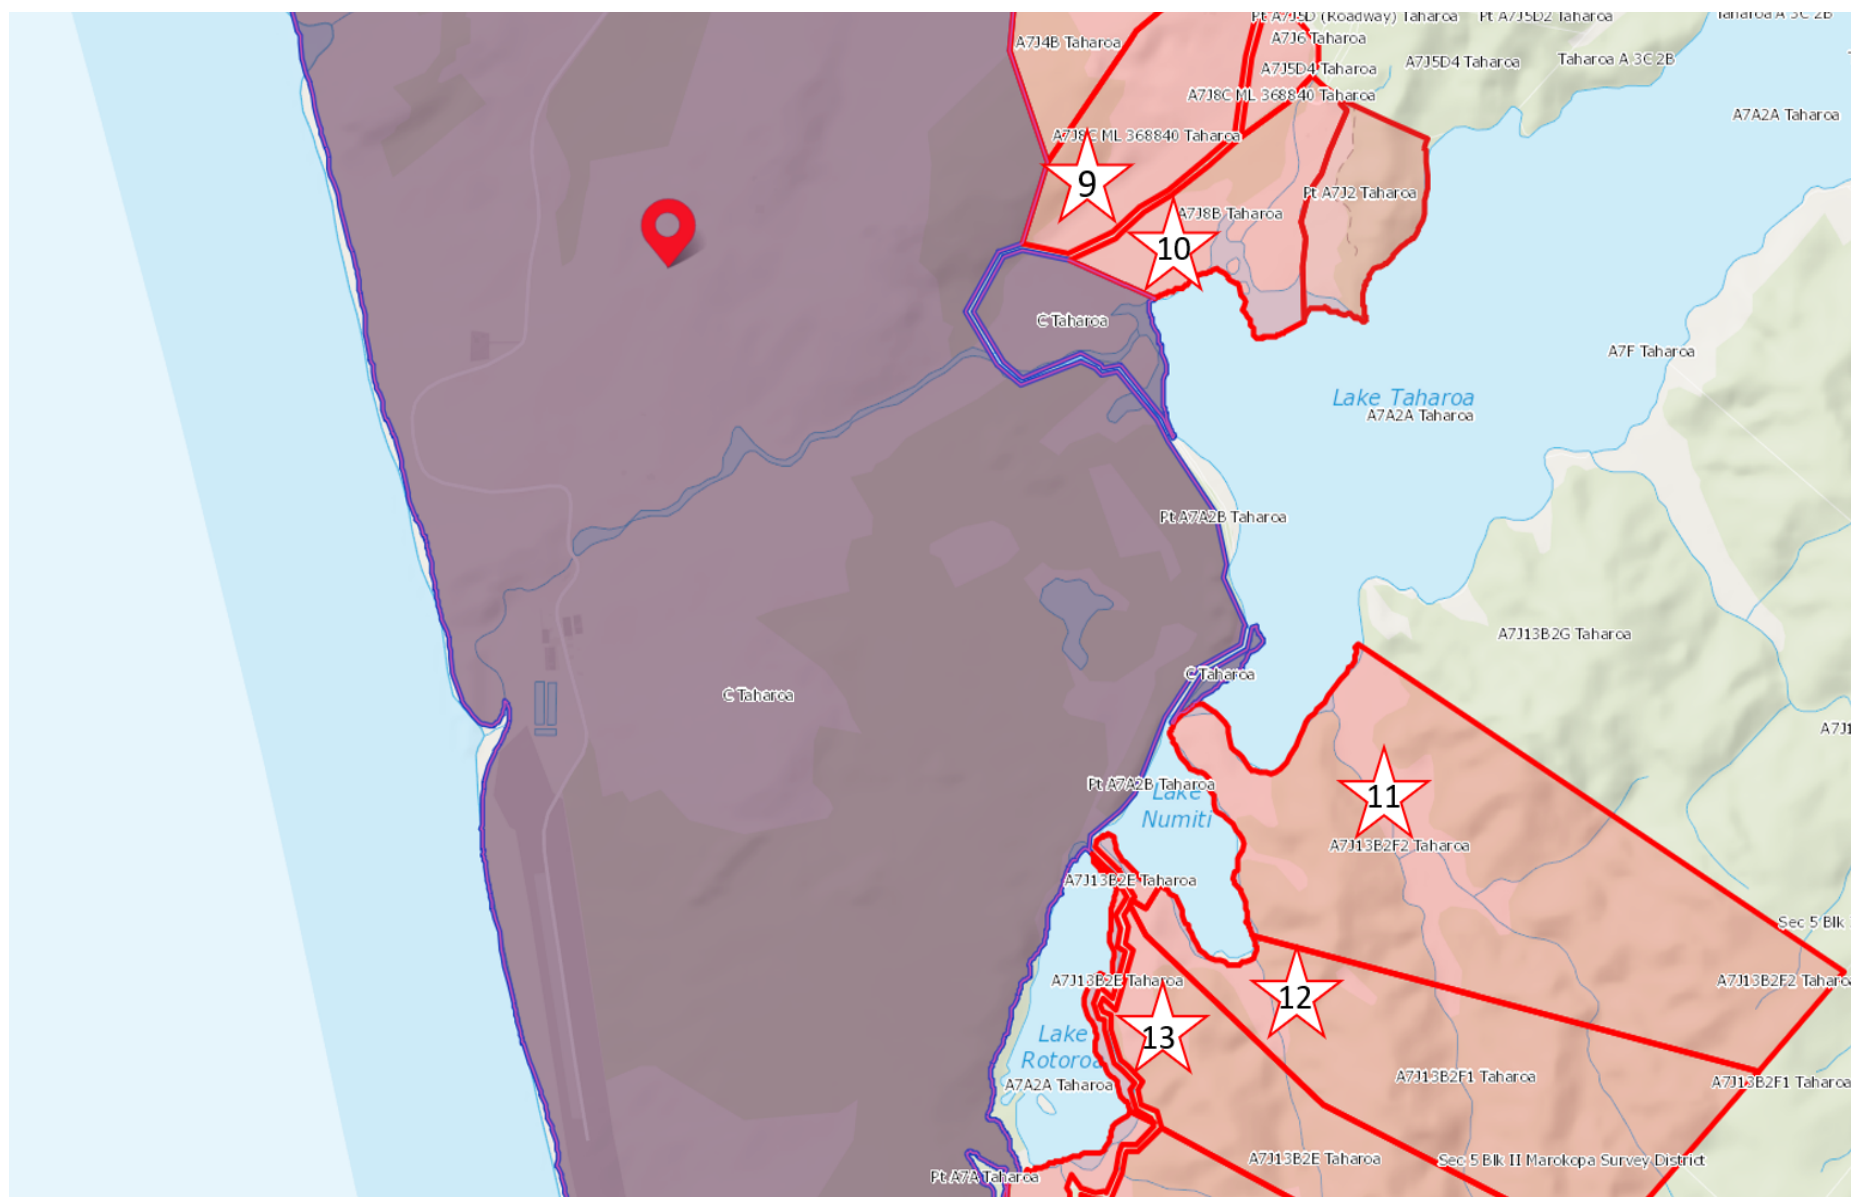 Pt A7J5D (Roadway) Taharoa
Pt A7J5D2 Taharoa
Taharoa A 3C 2B
A7J4B Taharoa
A7J6 Taharoa
A7J5D4 Taharoa
A7J5D4 Taharoa
Taharoa A 3C 2B
A7J8C ML 368840 Taharoa
A7A2A Taharoa
A7J8C ML 368840 Taharoa
9
Pt A7J2 Taharoa
A7J8B Taharoa
10
C Taharoa
A7F Taharoa
Lake Taharoa
A7A2A Taharoa
Pt A7A2B Taharoa
A7J13B2G Taharoa
C Taharoa
C Taharoa
A7J1
Pt A7A2B Taharoa
Lake
Numiti
11
A7J13B2F2 Taharoa
A7J13B2E Taharoa
Sec 5 Blk
A7J13B2E Taharoa
A7J13B2F2 Taharoa
12
13
Lake
Rotoroa
A7A2A Taharoa
A7J13B2F1 Taharoa
A7J13B2F1 Taharoa
A7J13B2E Taharoa
Sec 5 Blk II Marokopa Survey District
Pt A7A Taharoa